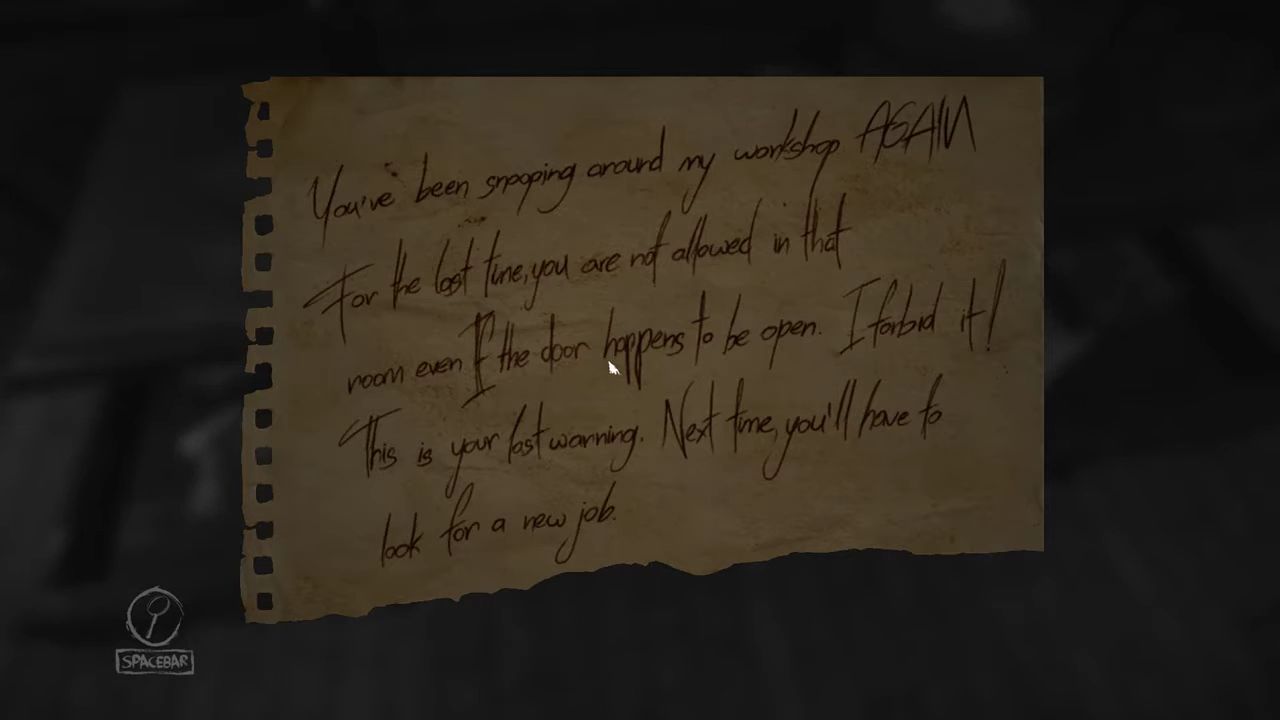 You've been snooping around my workshop AGAIN
For the last time, you are not allowed in that
room even If the door happens to be open. I forbid it!
This is your last warning. Next time, you'll have to
look for a new job.
SPACEBAR